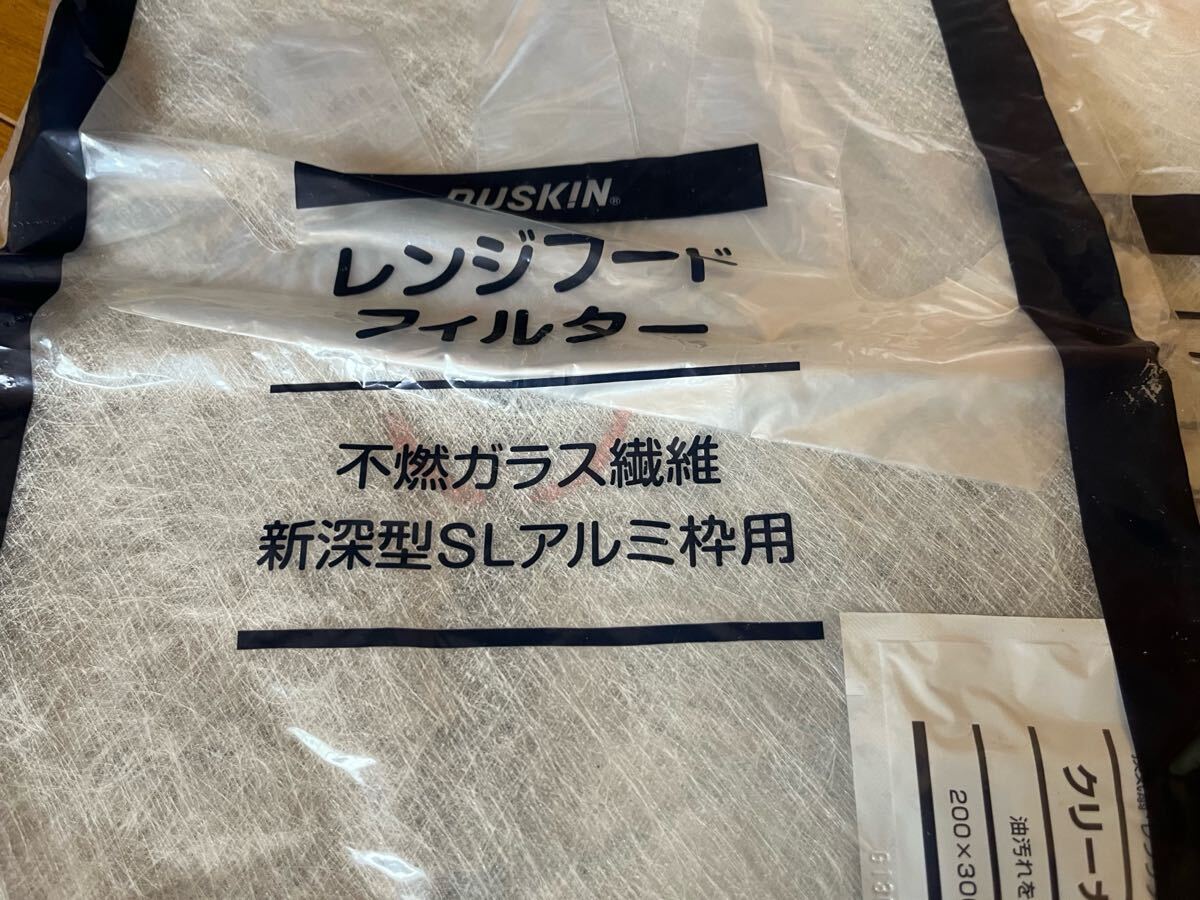 DUSKIN®
レンジフード
フィルター
不燃ガラス繊維
新深型SLアルミ枠用
クリーナ
油汚れを
200×30